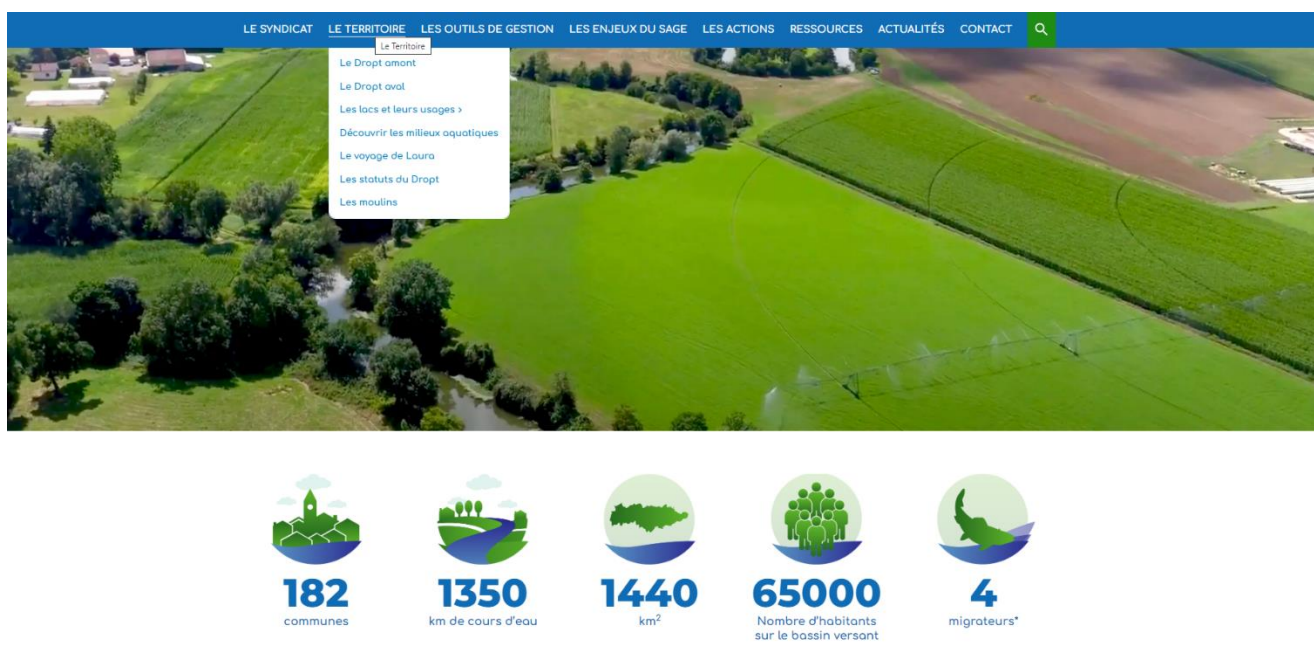 LE SYNDICAT LE TERRITOIRE LES OUTILS DE GESTION LES ENJEUX DU SAGE LES ACTIONS RESSOURCES ACTUALITÉS CONTACT
Le Territoire
Le Dropt amont
Le Dropt aval
Les lacs et leurs usages >
Découvrir les milieux aquatiques
Le voyage de Laura
Les statuts du Dropt
Les moulins
182 1350 1440 65000 4
communes km de cours d'eau km² Nombre d'habitants migrateurs*
sur le bassin versant